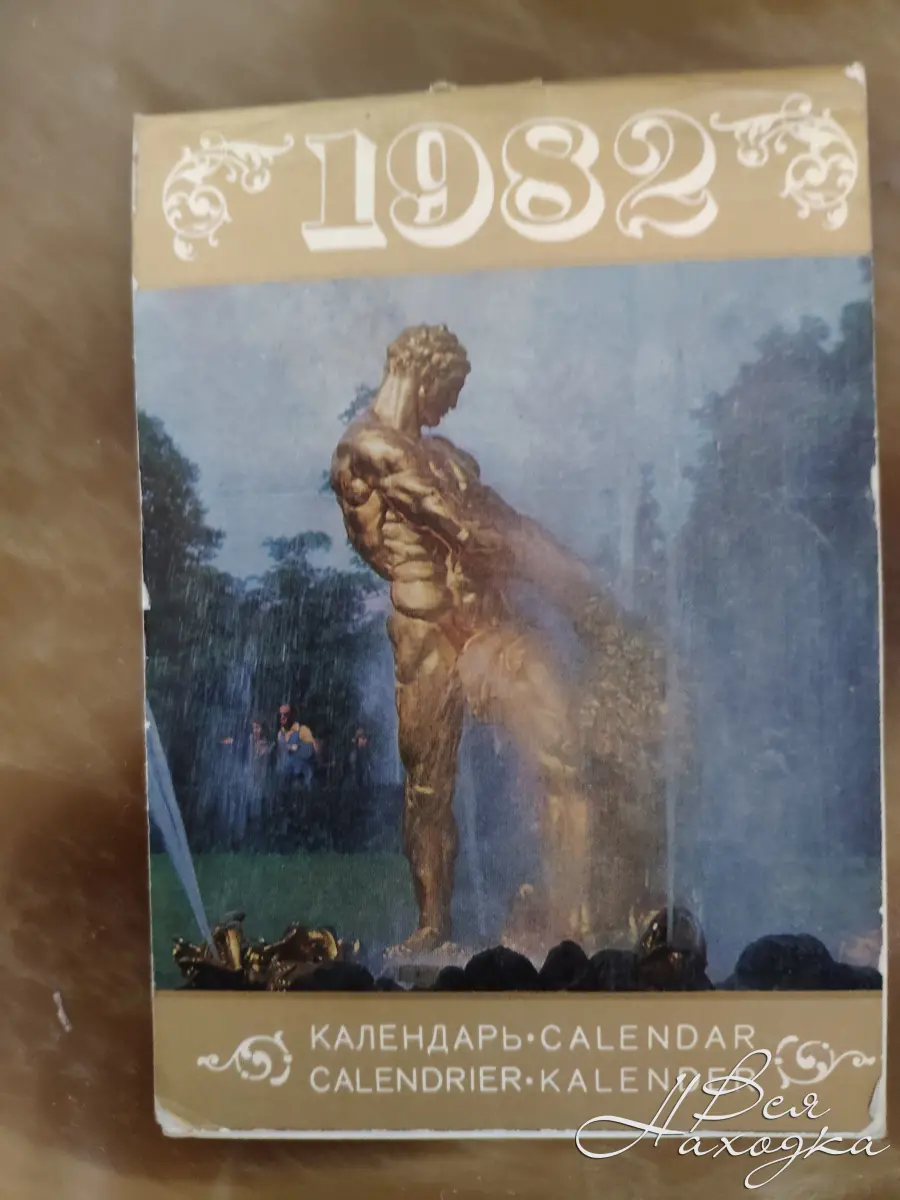 1982
КАЛЕНДАРЬ · CALENDAR
CALENDRIER · KALENDER
Вся
Находка